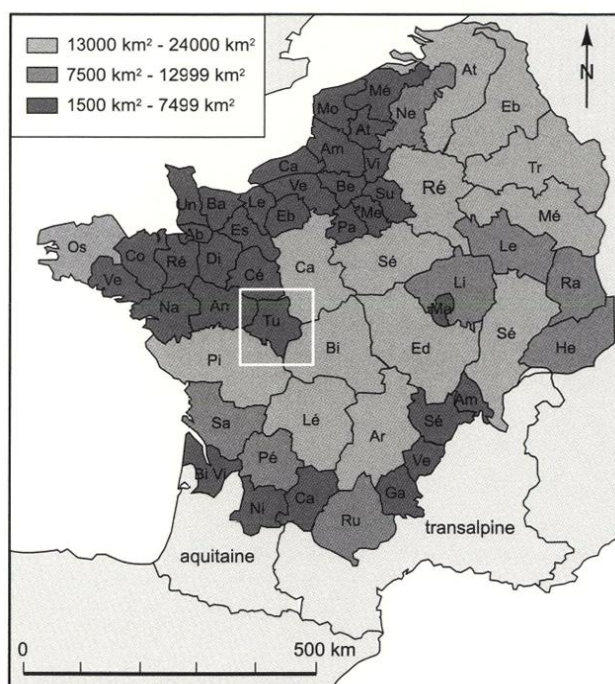 13000 km² - 24000 km²
7500 km² - 12999 km²
1500 km² - 7499 km²
N
Mé
At
Mo
Ne
Eb
At
Am
Vi
Tr
Ca
Ré
Ve
Be
Su
Un
Ba
Le
Mé
Eb
Me
Ab
Es
Pa
Os
Co
Ré
Di
Le
Cé
Ca
Sé
Li
Ra
Ve
Na
An
Ma
Tu
Sé
He
Bi
Ed
Pi
Am
Sa
Lé
Sé
Ar
Pé
Ve
Bi
Vi
Ca
Ga
Ni
Ru
transalpine
aquitaine
0
500 km